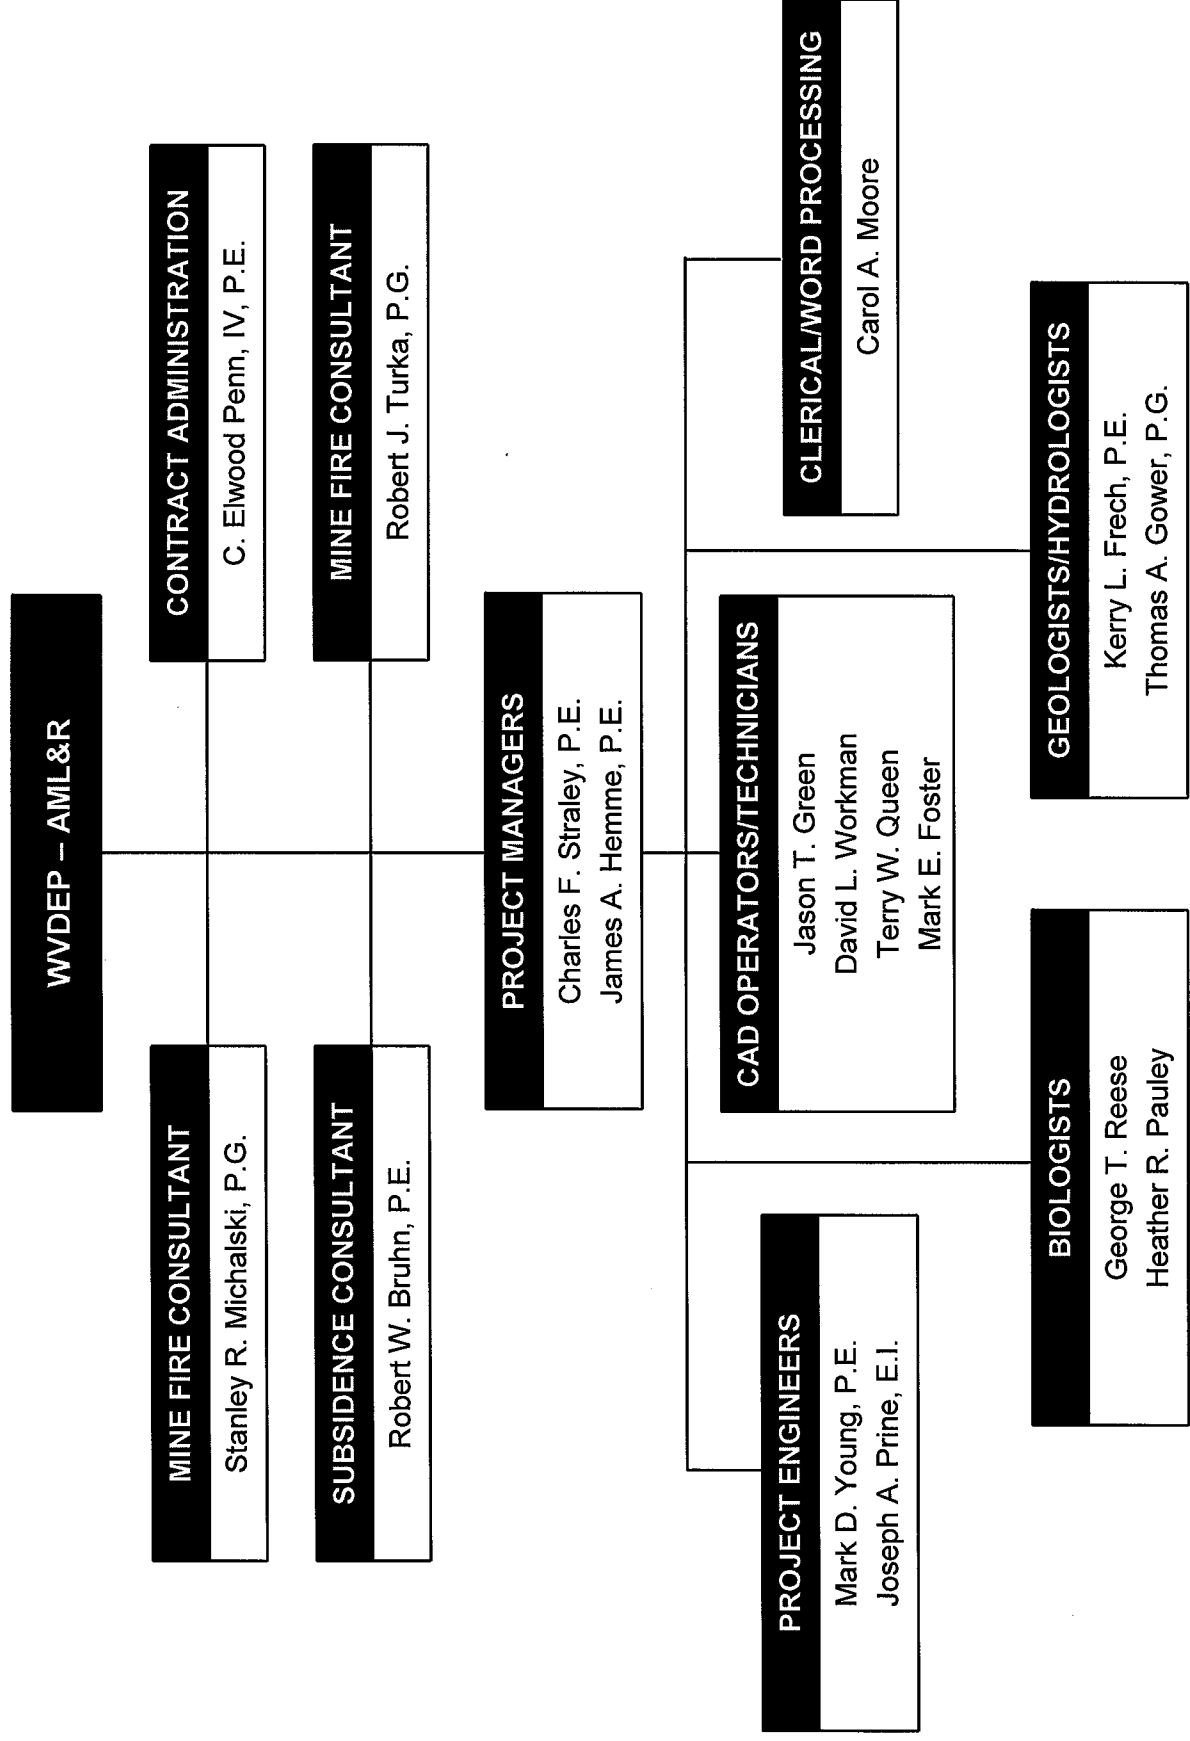 WVDEP – AML&R
MINE FIRE CONSULTANT
Stanley R. Michalski, P.G.
CONTRACT ADMINISTRATION
C. Elwood Penn, IV, P.E.
SUBSIDENCE CONSULTANT
Robert W. Bruhn, P.E.
MINE FIRE CONSULTANT
Robert J. Turka, P.G.
PROJECT MANAGERS
Charles F. Straley, P.E.
James A. Hemme, P.E.
PROJECT ENGINEERS
Mark D. Young, P.E.
Joseph A. Prine, E.I.
CAD OPERATORS/TECHNICIANS
Jason T. Green
David L. Workman
Terry W. Queen
Mark E. Foster
CLERICAL/WORD PROCESSING
Carol A. Moore
BIOLOGISTS
George T. Reese
Heather R. Pauley
GEOLOGISTS/HYDROLOGISTS
Kerry L. Frech, P.E.
Thomas A. Gower, P.G.